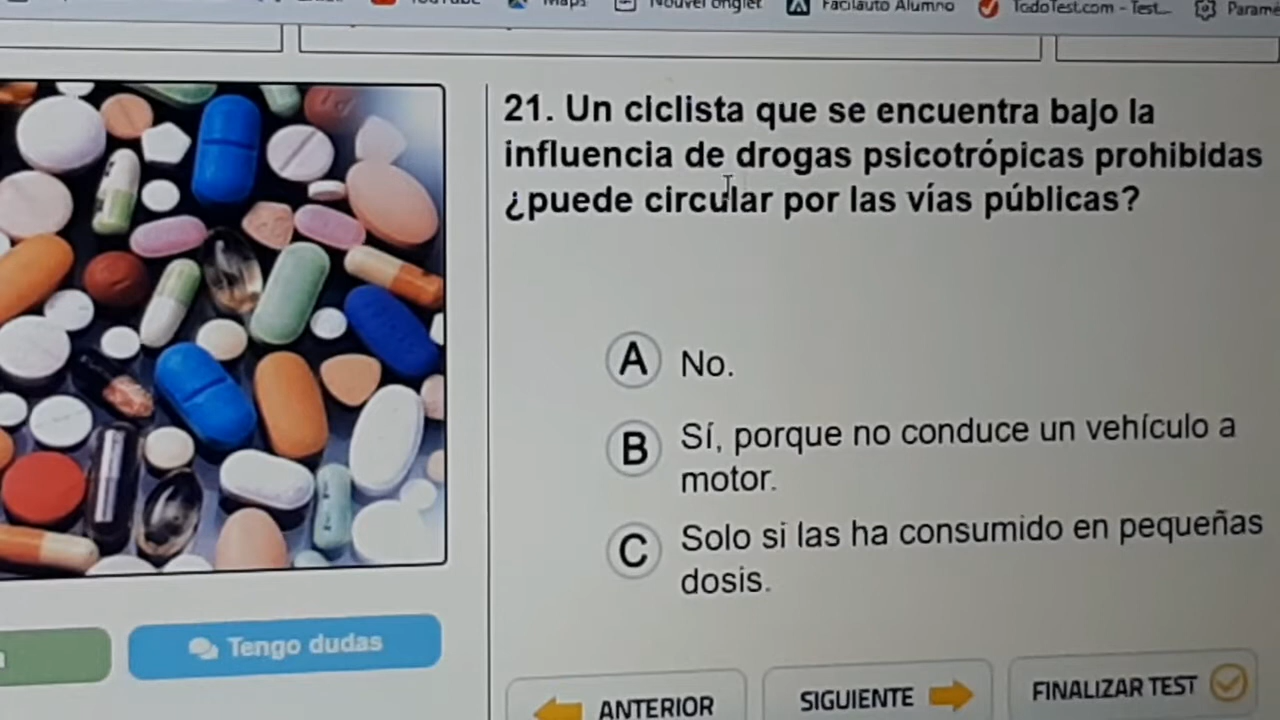 YouTube
Maps
Nouvel onglet
Facilauto Alumno
TodoTest.com - Test...
21. Un ciclista que se encuentra bajo la
influencia de drogas psicotrópicas prohibidas
¿puede circular por las vías públicas?
A No.
B Sí, porque no conduce un vehículo a
motor.
C Solo si las ha consumido en pequeñas
dosis.
Tengo dudas
ANTERIOR
SIGUIENTE
FINALIZAR TEST